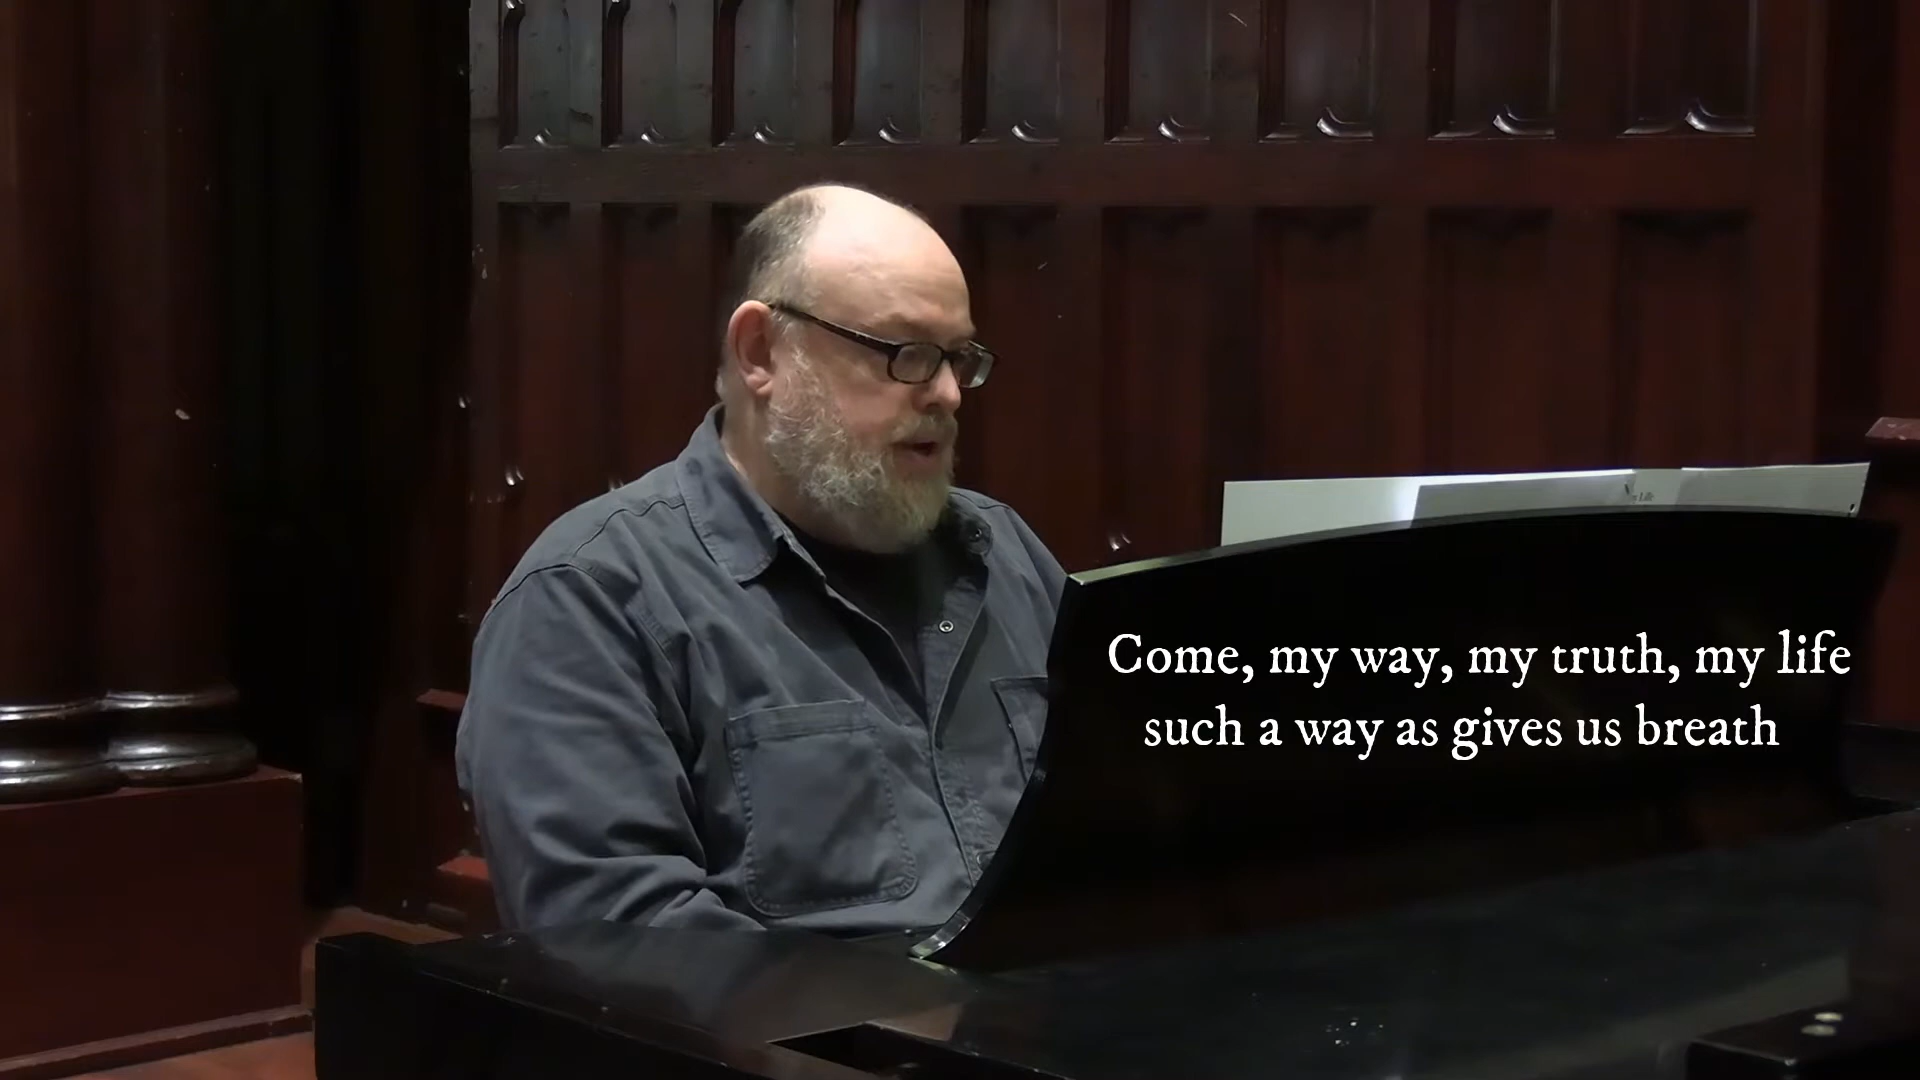 Come, my way, my truth, my life
such a way as gives us breath